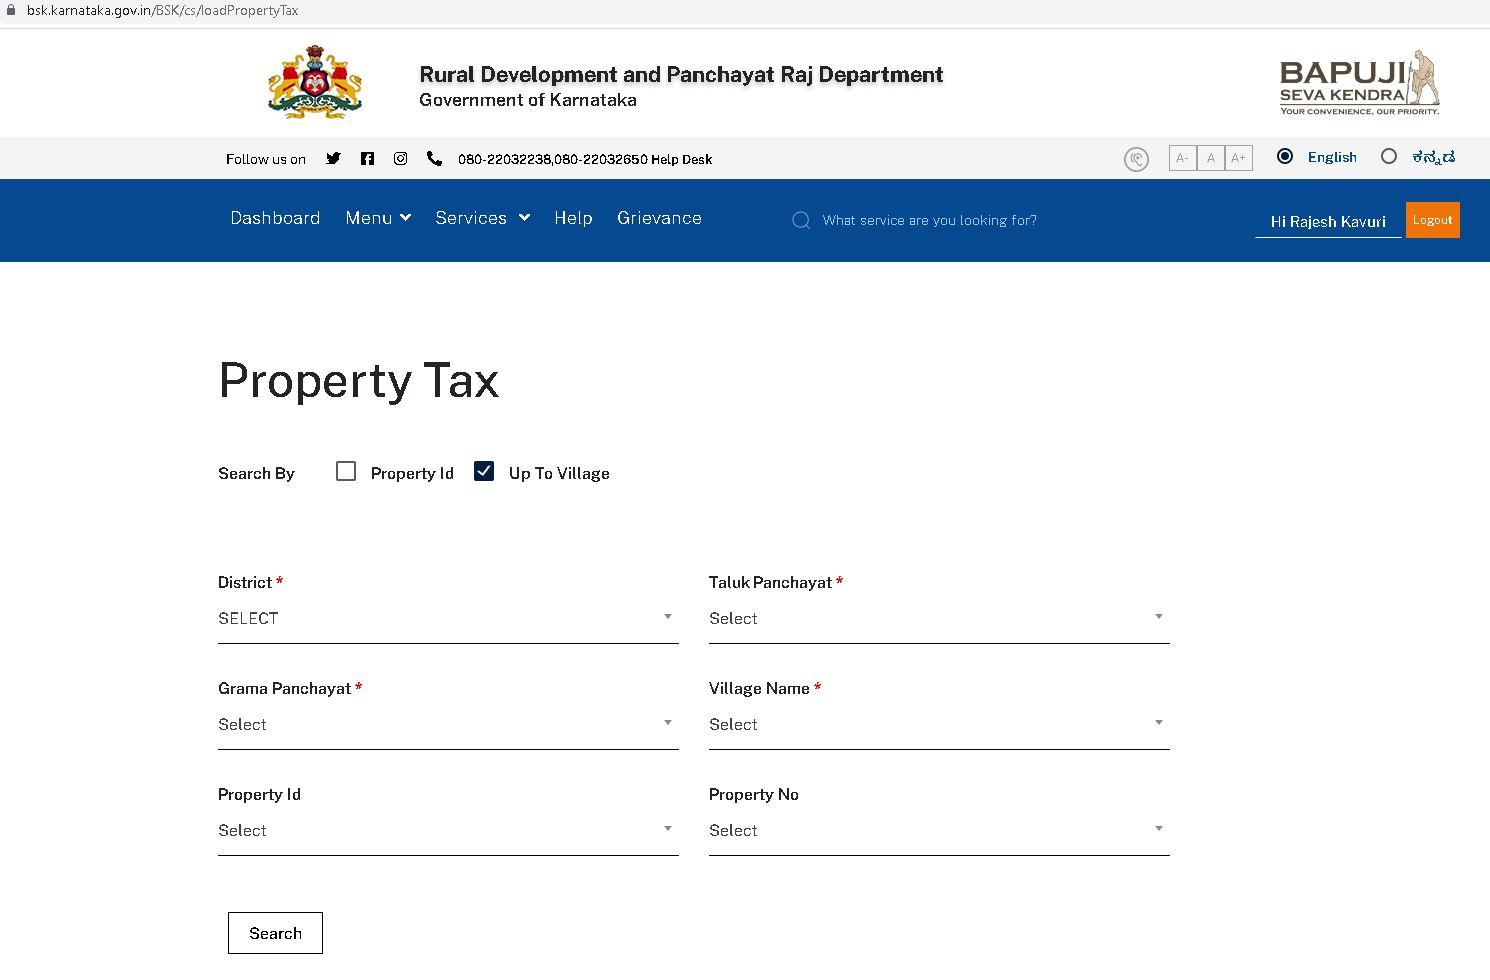 bsk.karnataka.gov.in/BSK/cs/loadPropertyTax
Rural Development and Panchayat Raj Department
Government of Karnataka
BAPUJI
SEVA KENDRA
YOUR CONVENIENCE, OUR PRIORITY.
Follow us on 080-22032238,080-22032650 Help Desk A- A A+ English ಕನ್ನಡ
Dashboard Menu Services Help Grievance What service are you looking for? Hi Rajesh Kavuri Logout
Property Tax
Search By Property Id Up To Village
District * Taluk Panchayat *
SELECT Select
Grama Panchayat * Village Name *
Select Select
Property Id Property No
Select Select
Search